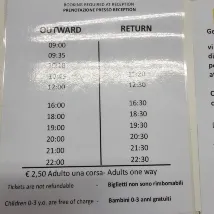 BOOKING REQUIRED AT RECEPTION
PRENOTAZIONE PRESSO RECEPTION
OUTWARD RETURN
09:00
09:35
12:00 12:30
16:00 16:30
18:00 18:30
19:00 19:30
20:00 20:30
21:00 21:30
22:00 22:30
€ 2,50 Adulto una corsa- Adults one way
Tickets are not refundable - Biglietti non sono rimborsabili
Children 0-3 y.o. are free of charge -- Bambini 0-3 anni gratuiti